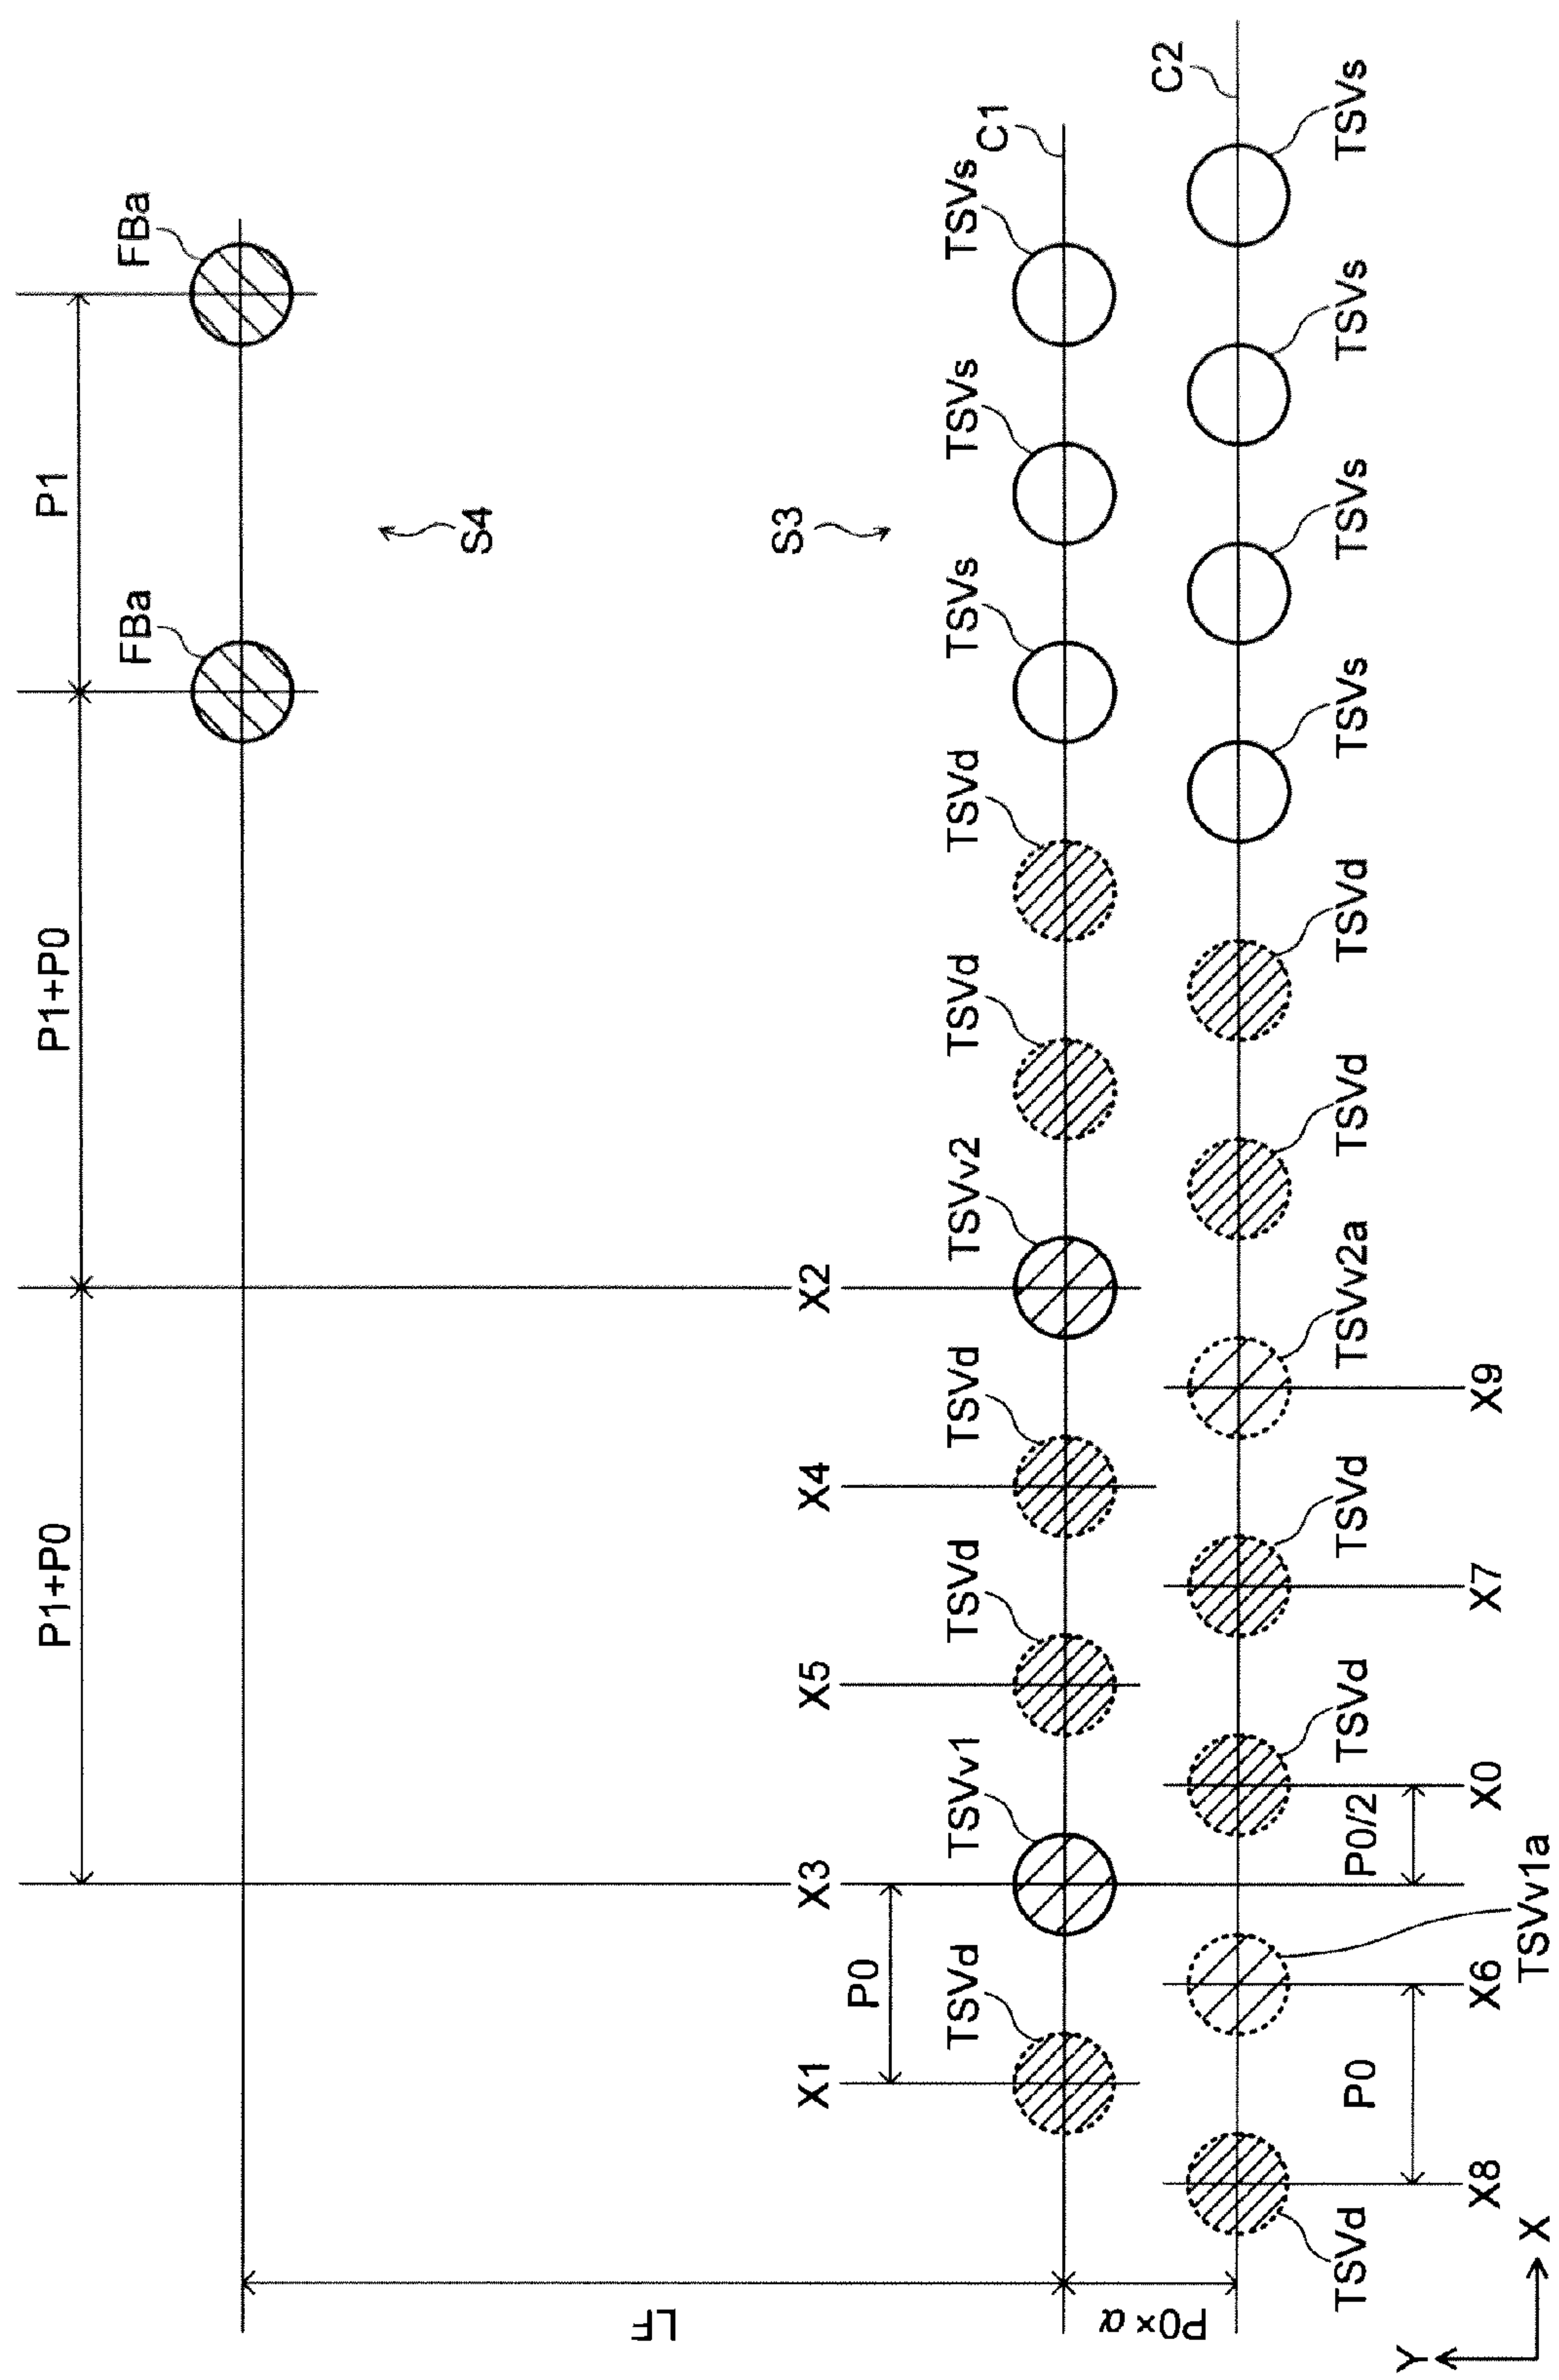 P1+P0
P1+P0
P1
FBa
FBa
LF
S4
S3
X1
X3
X5
X4
X2
P0
TSVd
TSVv1
TSVd
TSVd
TSVv2
TSVd
TSVd
TSVs
TSVs
TSVs
C1
P0×α
C2
TSVd
TSVd
TSVd
TSVv2a
TSVd
TSVd
TSVs
TSVs
TSVs
TSVs
P0
P0/2
X8
X6
X0
X7
X9
TSVv1a
Y
X